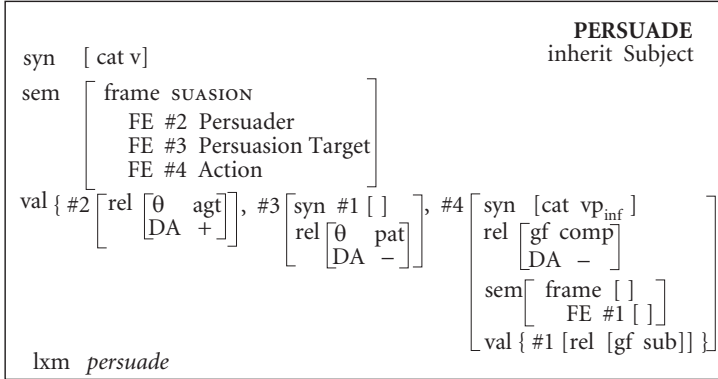 PERSUADE
syn [ cat v] inherit Subject
sem [ frame SUASION
FE #2 Persuader
FE #3 Persuasion Target
FE #4 Action ]
val { #2 [ rel [ θ agt ] ] , #3 [ syn #1 [ ] , #4 [ syn [cat vp_inf ]
DA + rel [ θ pat ] rel [ gf comp ]
DA – DA –
sem [ frame [ ]
FE #1 [ ] ]
val { #1 [rel [gf sub]] }
lxm persuade